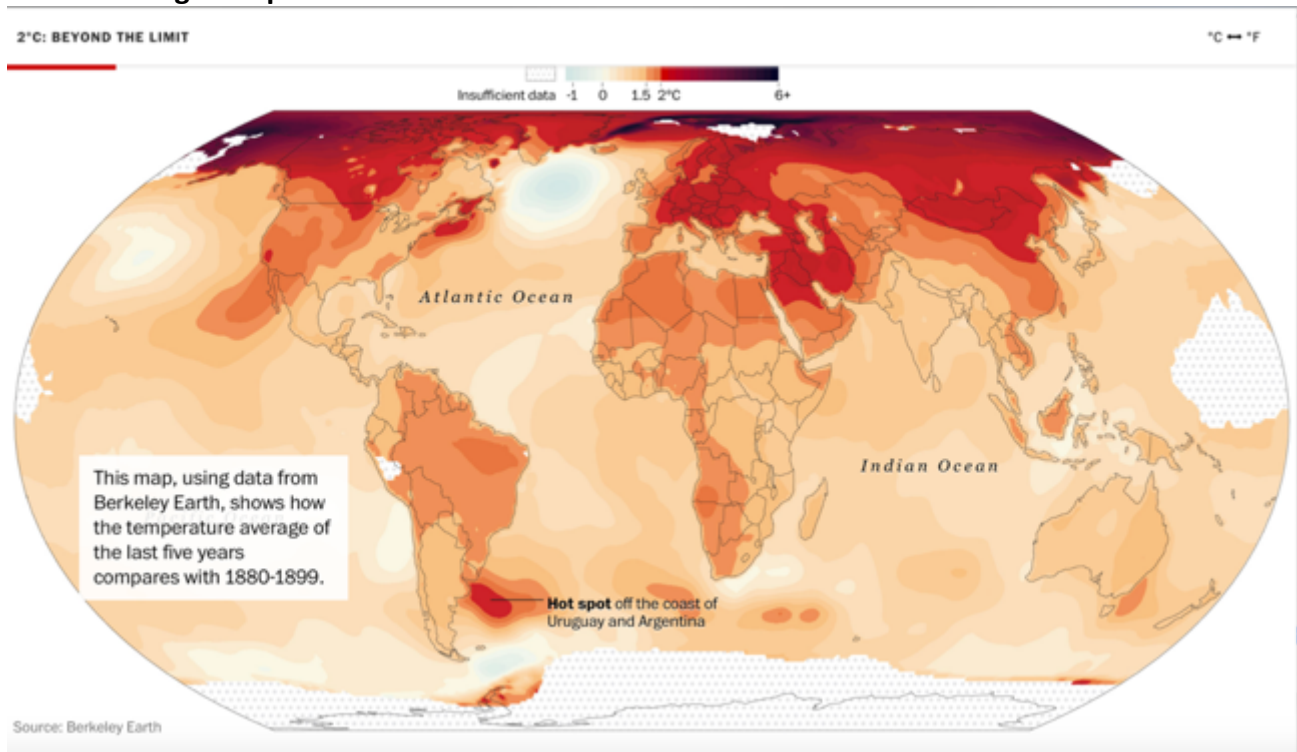 2°C: BEYOND THE LIMIT
°C ↔ °F
Insufficient data -1 0 1.5 2°C 6+
Atlantic Ocean
Indian Ocean
This map, using data from
Berkeley Earth, shows how
the temperature average of
the last five years
compares with 1880-1899.
Hot spot off the coast of
Uruguay and Argentina
Source: Berkeley Earth